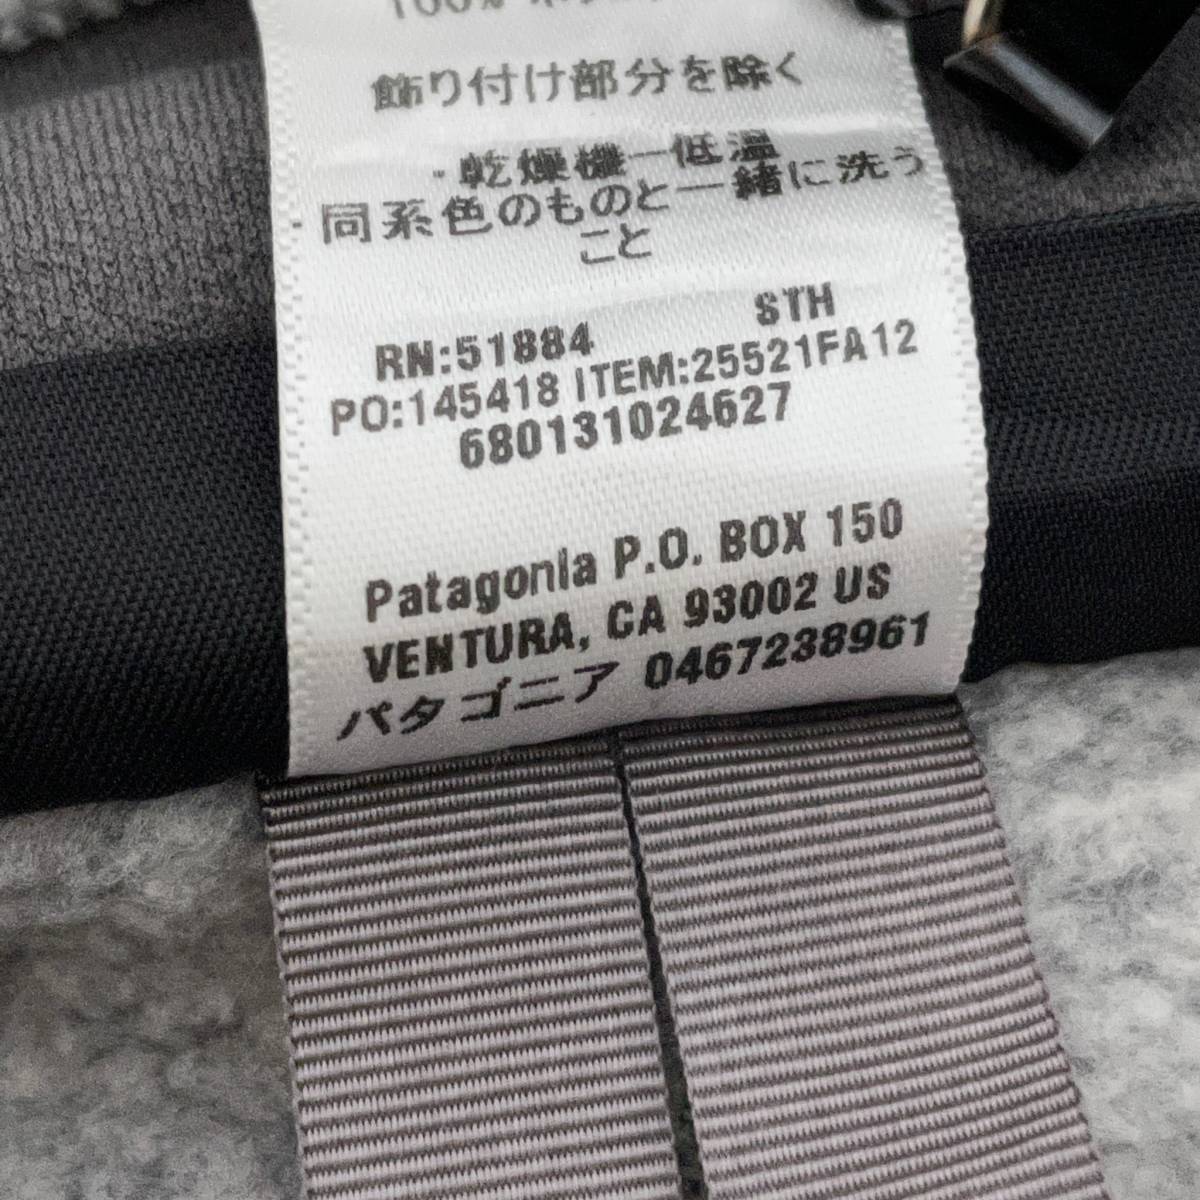 100%
飾り付け部分を除く
・乾燥機一低温
・同系色のものと一緒に洗う
こと
STH
RN:51884
PO:145418 ITEM:25521FA12
680131024627
Patagonia P.O. BOX 150
VENTURA, CA 93002 US
パタゴニア 0467238961